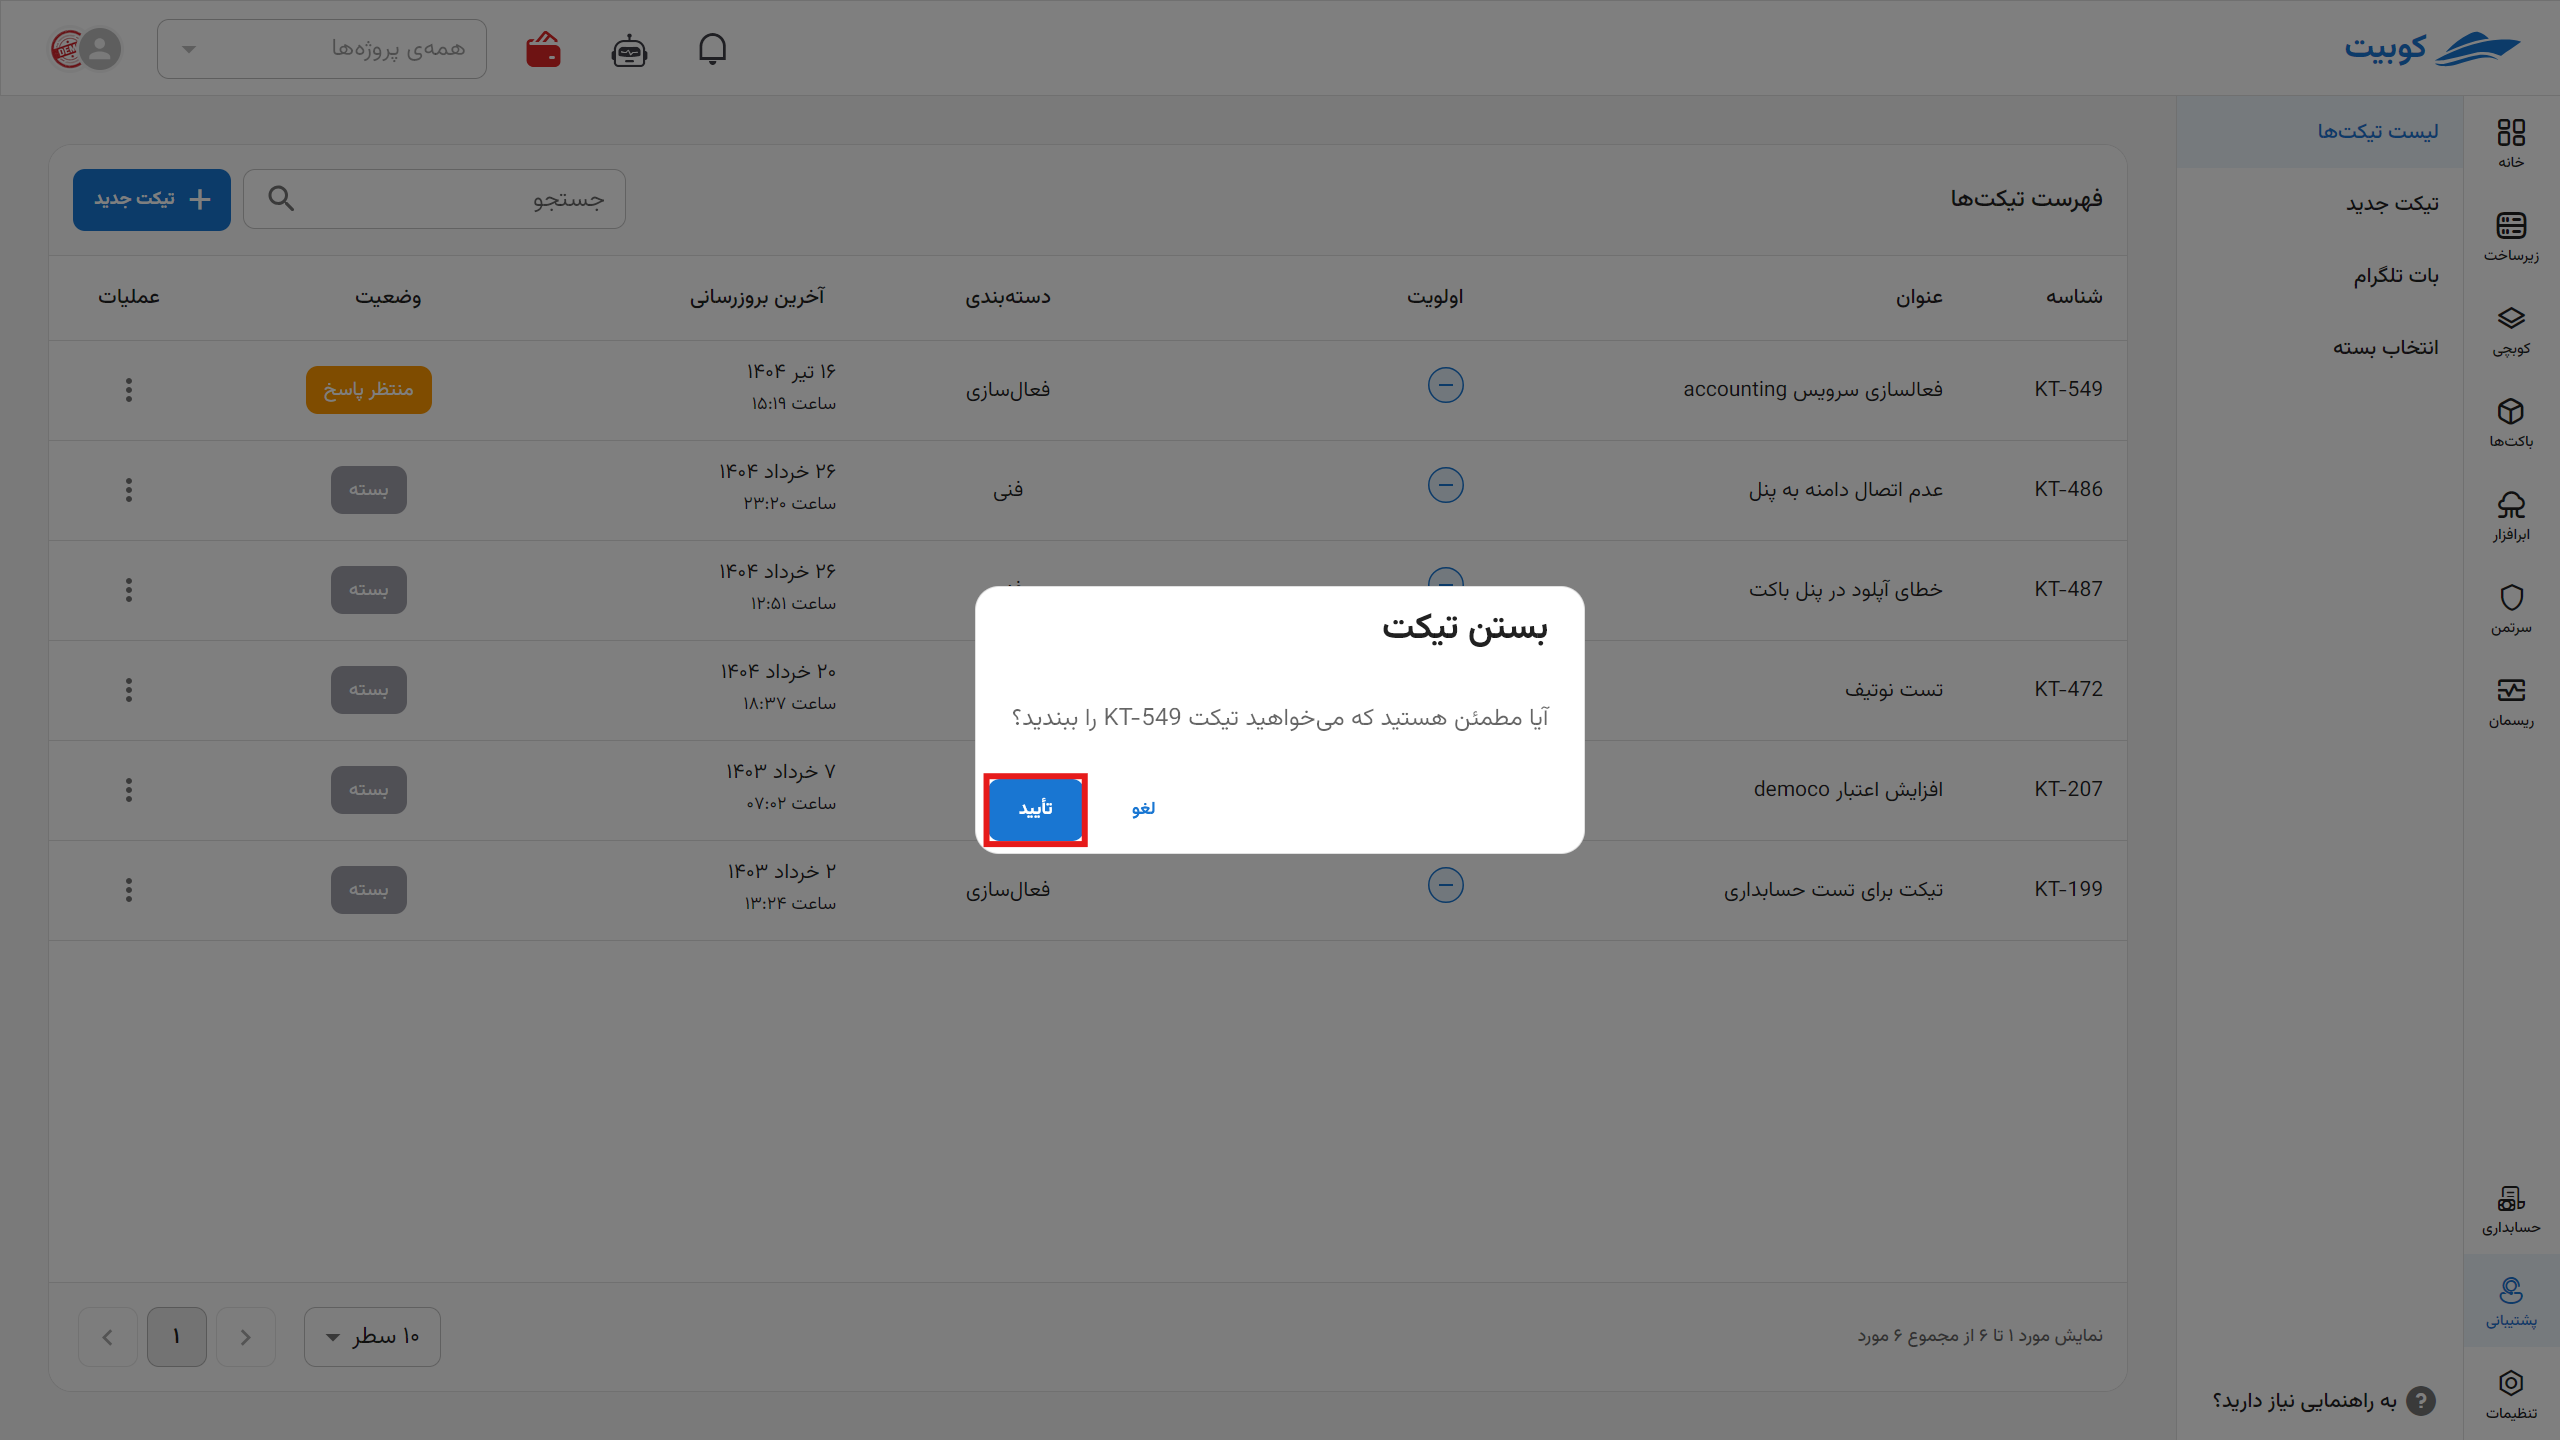 کوبیت
همه‌ی پروژه‌ها
خانه
زیرساخت
کوبچی
باکت‌ها
ابرافزار
سرتمن
ریسمان
حسابداری
پشتیبانی
تنظیمات
لیست تیکت‌ها
تیکت جدید
بات تلگرام
انتخاب بسته
به راهنمایی نیاز دارید؟
فهرست تیکت‌ها
جستجو
تیکت جدید
شناسه عنوان اولویت دسته‌بندی آخرین بروزرسانی وضعیت عملیات
KT-549 فعالسازی سرویس accounting فعال‌سازی ۱۶ تیر ۱۴۰۴ منتظر پاسخ
ساعت ۱۵:۱۹
KT-486 عدم اتصال دامنه به پنل فنی ۲۶ خرداد ۱۴۰۴ بسته
ساعت ۲۳:۲۰
KT-487 خطای آپلود در پنل باکت ۲۶ خرداد ۱۴۰۴ بسته
ساعت ۱۲:۵۱
KT-472 تست نوتیف ۲۰ خرداد ۱۴۰۴ بسته
ساعت ۱۸:۳۷
KT-207 افزایش اعتبار democo ۷ خرداد ۱۴۰۳ بسته
ساعت ۰۷:۰۲
KT-199 تیکت برای تست حسابداری فعال‌سازی ۲ خرداد ۱۴۰۳ بسته
ساعت ۱۳:۲۴
بستن تیکت
آیا مطمئن هستید که می‌خواهید تیکت KT-549 را ببندید؟
لغو
تأیید
نمایش مورد ۱ تا ۶ از مجموع ۶ مورد
۱۰ سطر
۱